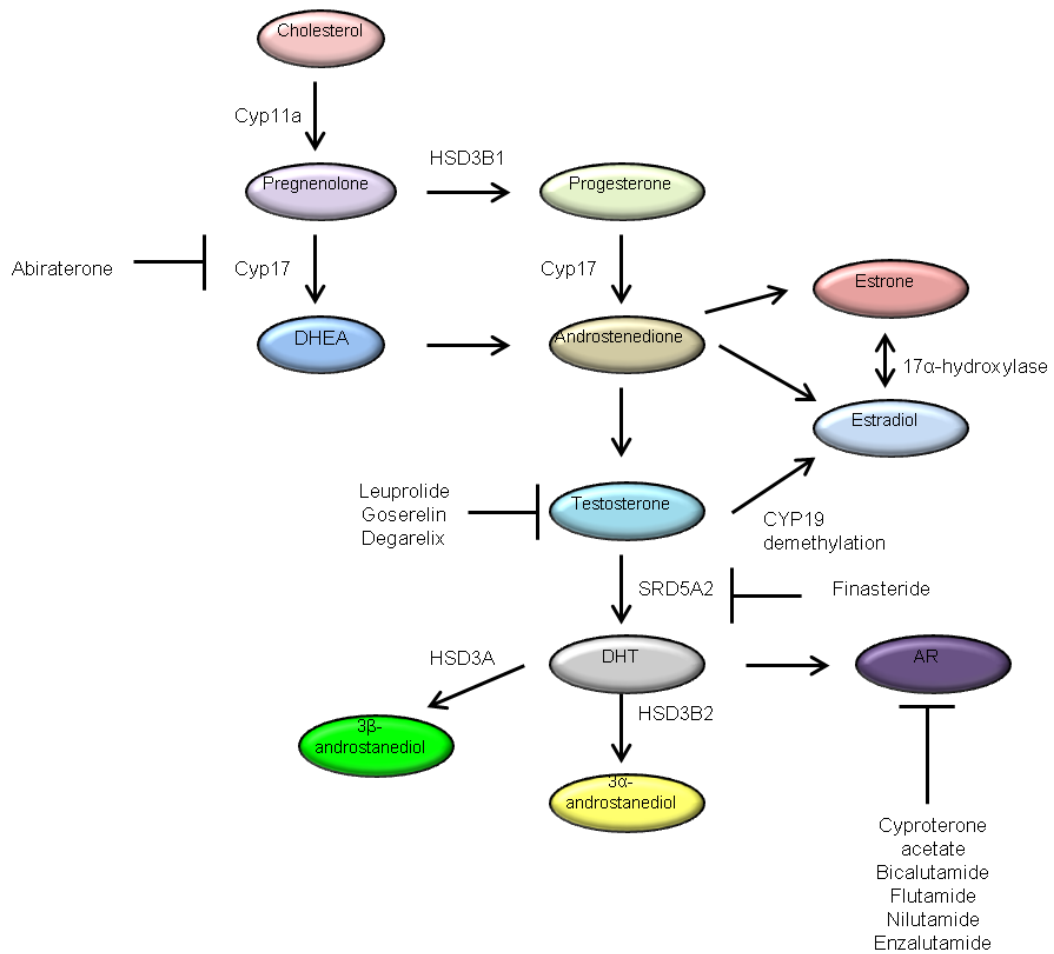 Cholesterol
Cyp11a
HSD3B1
Pregnenolone
Progesterone
Abiraterone
Cyp17
Cyp17
Estrone
DHEA
Androstenedione
17α-hydroxylase
Estradiol
Leuprolide
Goserelin
Degarelix
Testosterone
CYP19
demethylation
SRD5A2
Finasteride
HSD3A
DHT
AR
HSD3B2
3β-
androstanediol
3α-
androstanediol
Cyproterone
acetate
Bicalutamide
Flutamide
Nilutamide
Enzalutamide